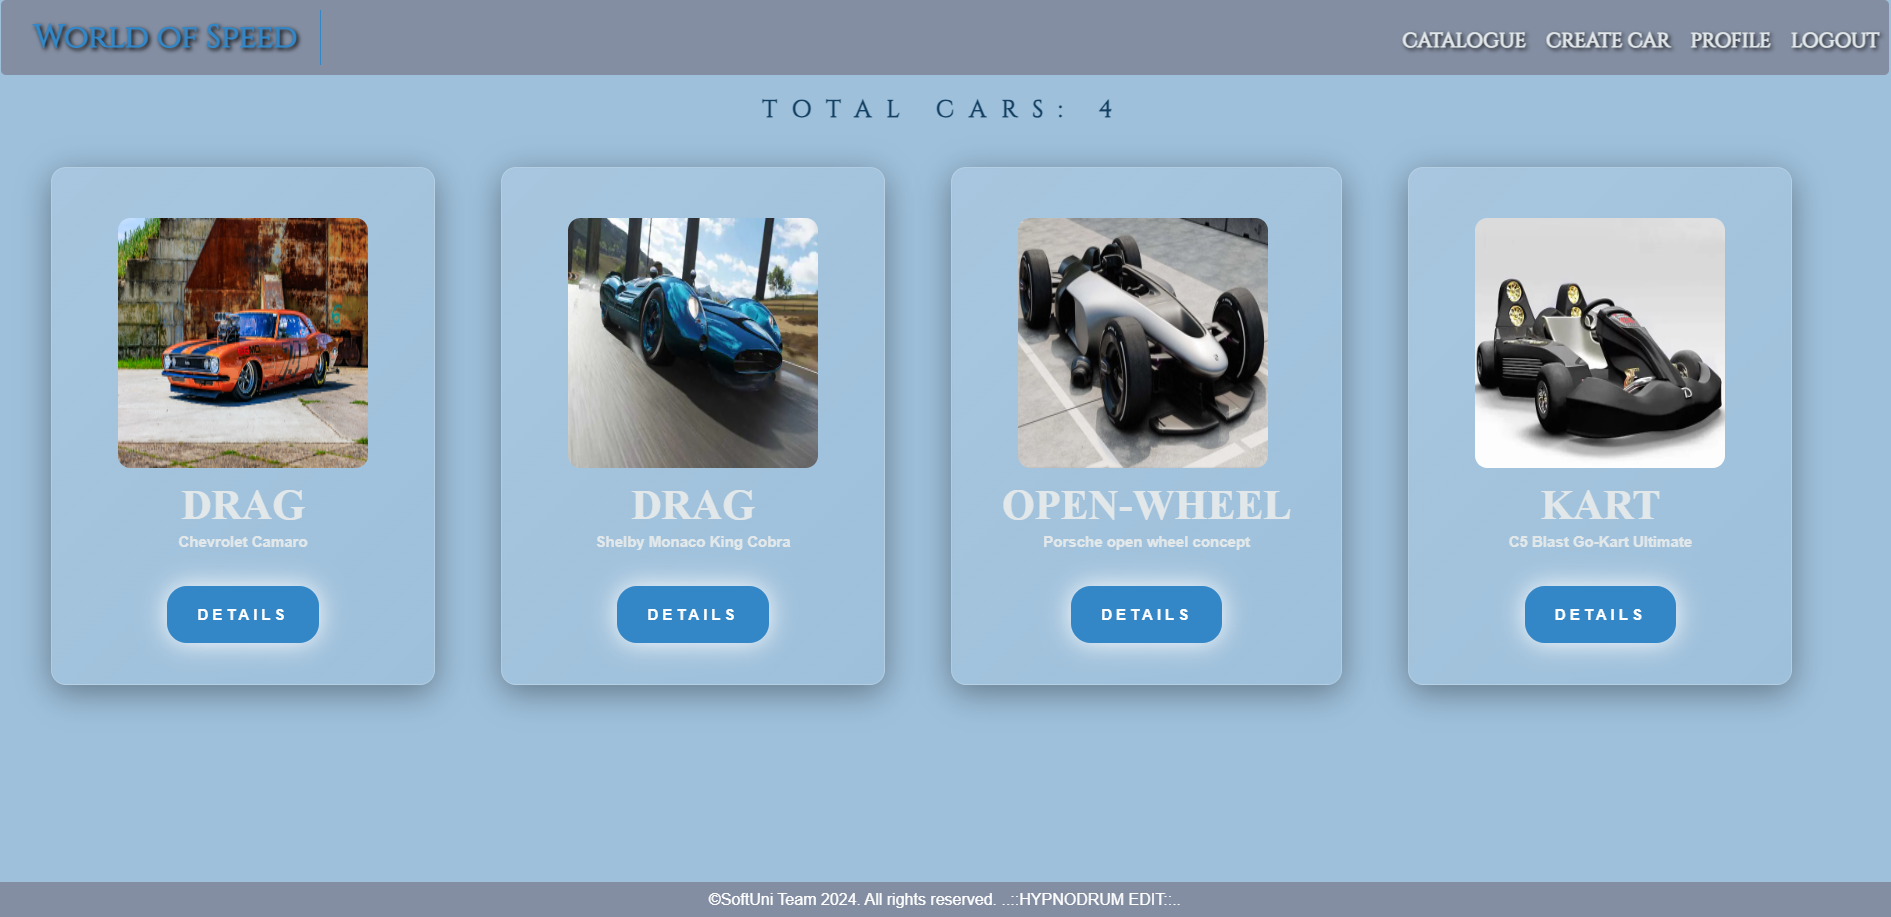 World of Speed
CATALOGUE CREATE CAR PROFILE LOGOUT
TOTAL CARS: 4
DRAG
Chevrolet Camaro
DETAILS
DRAG
Shelby Monaco King Cobra
DETAILS
OPEN-WHEEL
Porsche open wheel concept
DETAILS
KART
C5 Blast Go-Kart Ultimate
DETAILS
©SoftUni Team 2024. All rights reserved. ..::HYPNODRUM EDIT::..